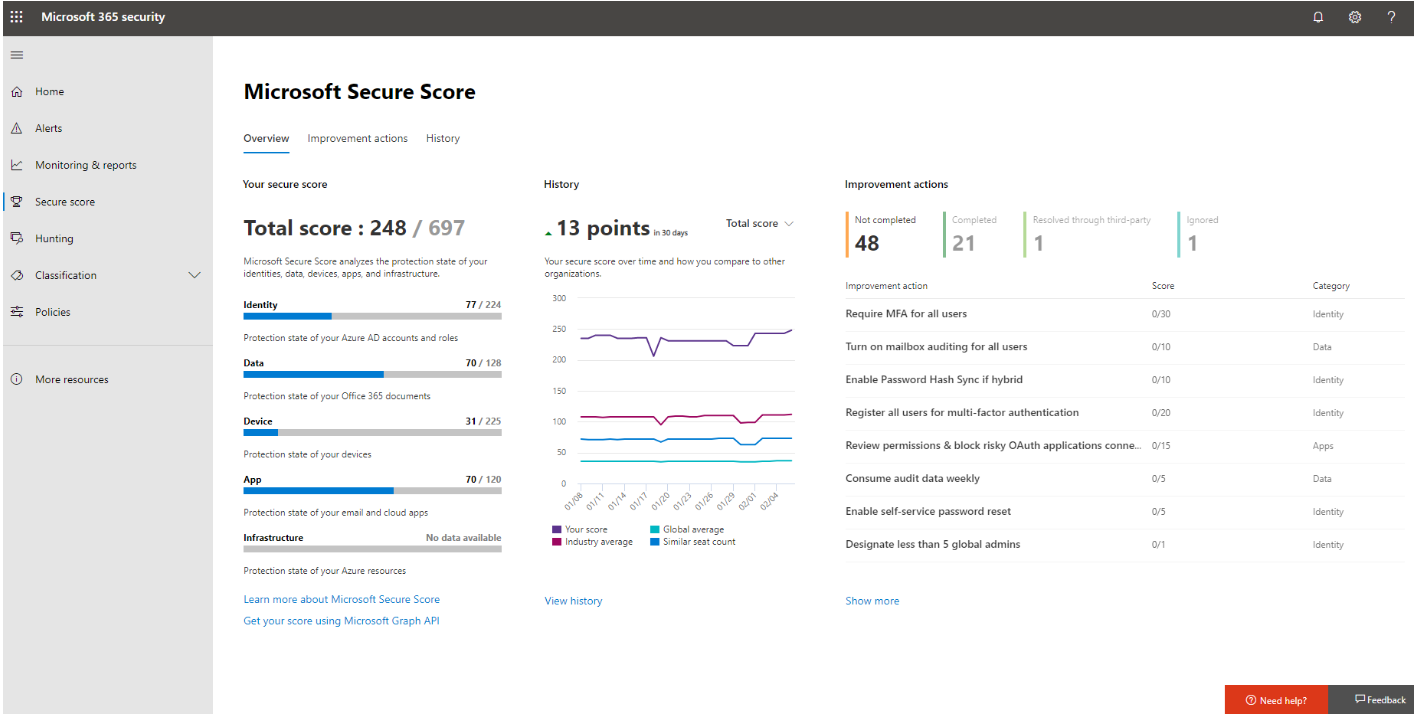 Microsoft 365 security
Home
Alerts
Monitoring & reports
Secure score
Hunting
Classification
Policies
More resources
Microsoft Secure Score
Overview Improvement actions History
Your secure score
Total score : 248 / 697
Microsoft Secure Score analyzes the protection state of your
identities, data, devices, apps, and infrastructure.
Identity 77 / 224
Protection state of your Azure AD accounts and roles
Data 70 / 128
Protection state of your Office 365 documents
Device 31 / 225
Protection state of your devices
App 70 / 120
Protection state of your email and cloud apps
Infrastructure No data available
Protection state of your Azure resources
Learn more about Microsoft Secure Score
Get your score using Microsoft Graph API
History
13 points in 30 days Total score
Your secure score over time and how you compare to other
organizations.
300
250
200
150
100
50
0
01/08 01/11 01/14 01/17 01/20 01/23 01/26 01/29 02/01 02/04
Your score Global average
Industry average Similar seat count
View history
Improvement actions
Not completed Completed Resolved through third-party Ignored
48 21 1 1
Improvement action Score Category
Require MFA for all users 0/30 Identity
Turn on mailbox auditing for all users 0/10 Data
Enable Password Hash Sync if hybrid 0/10 Identity
Register all users for multi-factor authentication 0/20 Identity
Review permissions & block risky OAuth applications conne... 0/15 Apps
Consume audit data weekly 0/5 Data
Enable self-service password reset 0/5 Identity
Designate less than 5 global admins 0/1 Identity
Show more
Need help? Feedback